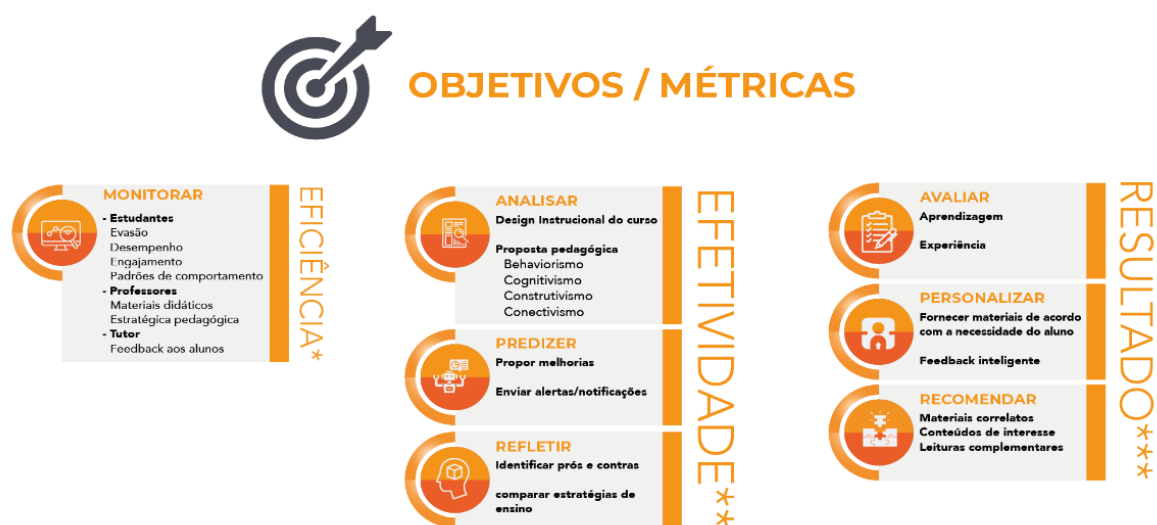 OBJETIVOS / MÉTRICAS
MONITORAR
- Estudantes
Evasão
Desempenho
Engajamento
Padrões de comportamento
- Professores
Materiais didáticos
Estratégica pedagógica
- Tutor
Feedback aos alunos
EFICIÊNCIA*
ANALISAR
Design Instrucional do curso
Proposta pedagógica
Behaviorismo
Cognitivismo
Construtivismo
Conectivismo
PREDIZER
Propor melhorias
Enviar alertas/notificações
REFLETIR
Identificar prós e contras
comparar estratégias de
ensino
EFETIVIDADE**
AVALIAR
Aprendizagem
Experiência
PERSONALIZAR
Fornecer materiais de acordo
com a necessidade do aluno
Feedback inteligente
RECOMENDAR
Materiais correlatos
Conteúdos de interesse
Leituras complementares
RESULTADO***